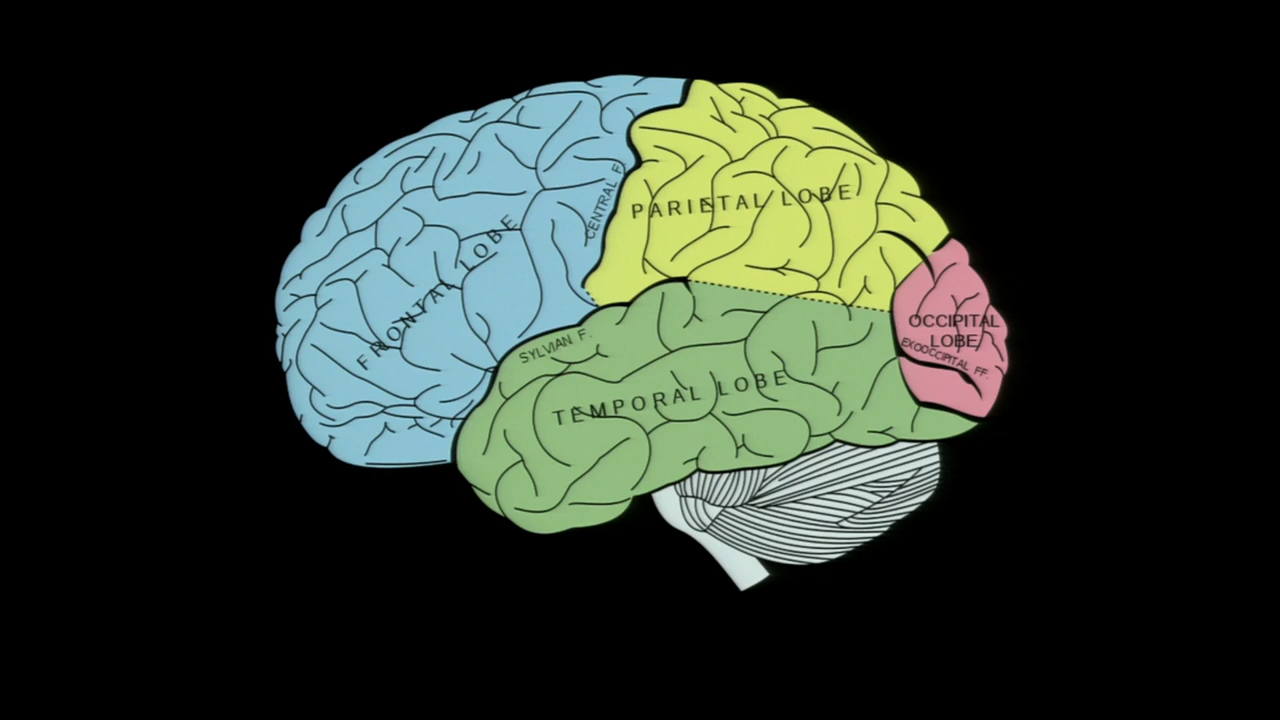 FRONTAL LOBE
CENTRAL F.
PARIETAL LOBE
SYLVIAN F.
TEMPORAL LOBE
OCCIPITAL
LOBE
EXOOCCIPITAL FF.